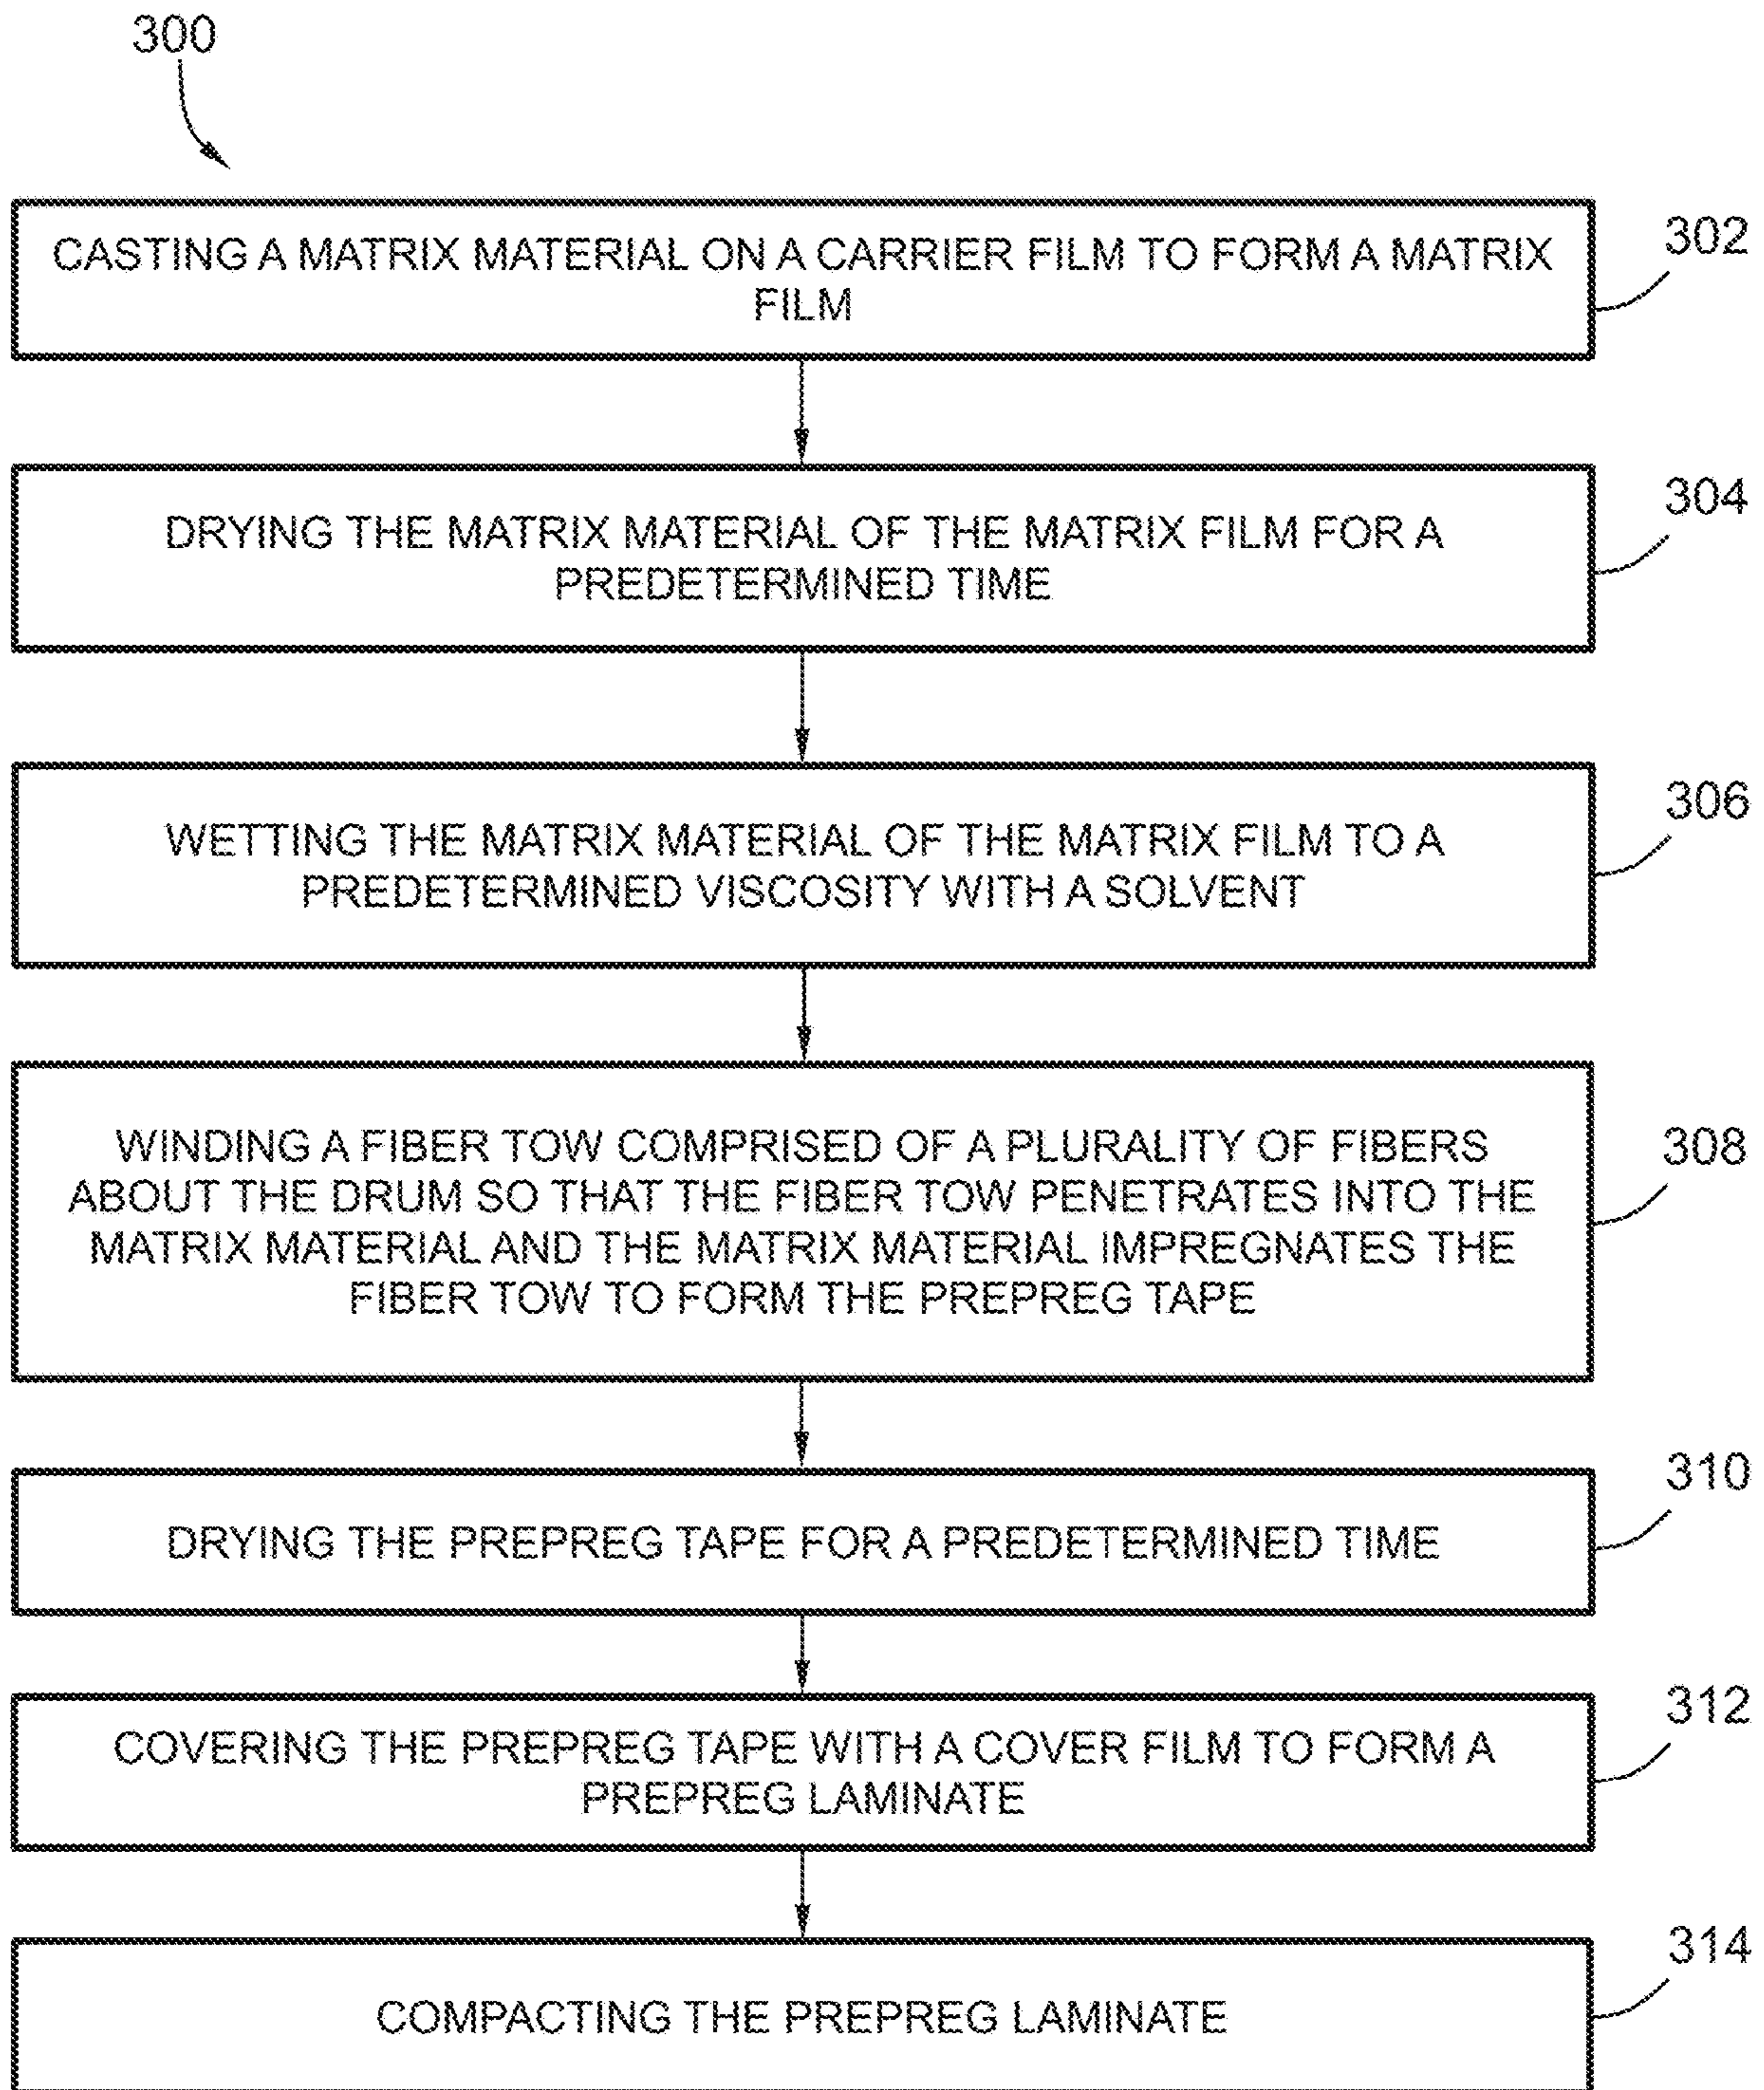 300
CASTING A MATRIX MATERIAL ON A CARRIER FILM TO FORM A MATRIX
FILM
302
DRYING THE MATRIX MATERIAL OF THE MATRIX FILM FOR A
PREDETERMINED TIME
304
WETTING THE MATRIX MATERIAL OF THE MATRIX FILM TO A
PREDETERMINED VISCOSITY WITH A SOLVENT
306
WINDING A FIBER TOW COMPRISED OF A PLURALITY OF FIBERS
ABOUT THE DRUM SO THAT THE FIBER TOW PENETRATES INTO THE
MATRIX MATERIAL AND THE MATRIX MATERIAL IMPREGNATES THE
FIBER TOW TO FORM THE PREPREG TAPE
308
DRYING THE PREPREG TAPE FOR A PREDETERMINED TIME
310
COVERING THE PREPREG TAPE WITH A COVER FILM TO FORM A
PREPREG LAMINATE
312
COMPACTING THE PREPREG LAMINATE
314